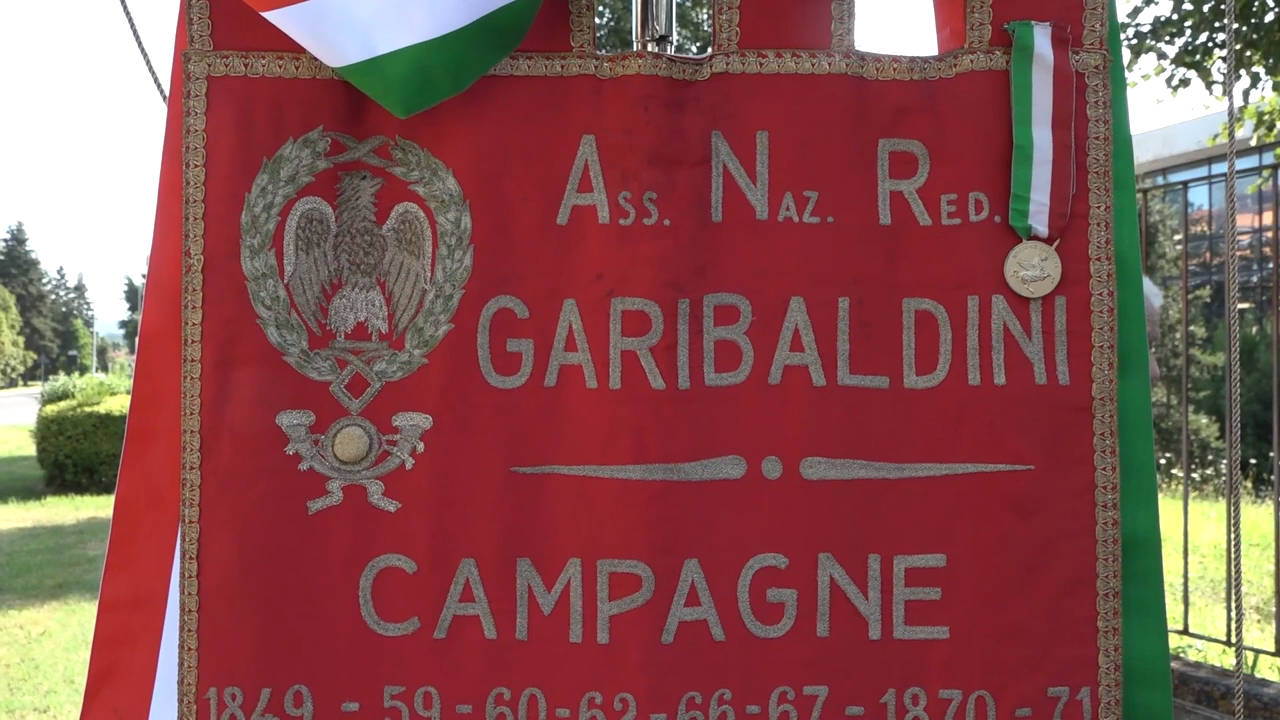 ASS. NAZ. RED.
GARIBALDINI
CAMPAGNE
1849 - 59 - 60 - 62 - 66 - 67 - 1870 - 71